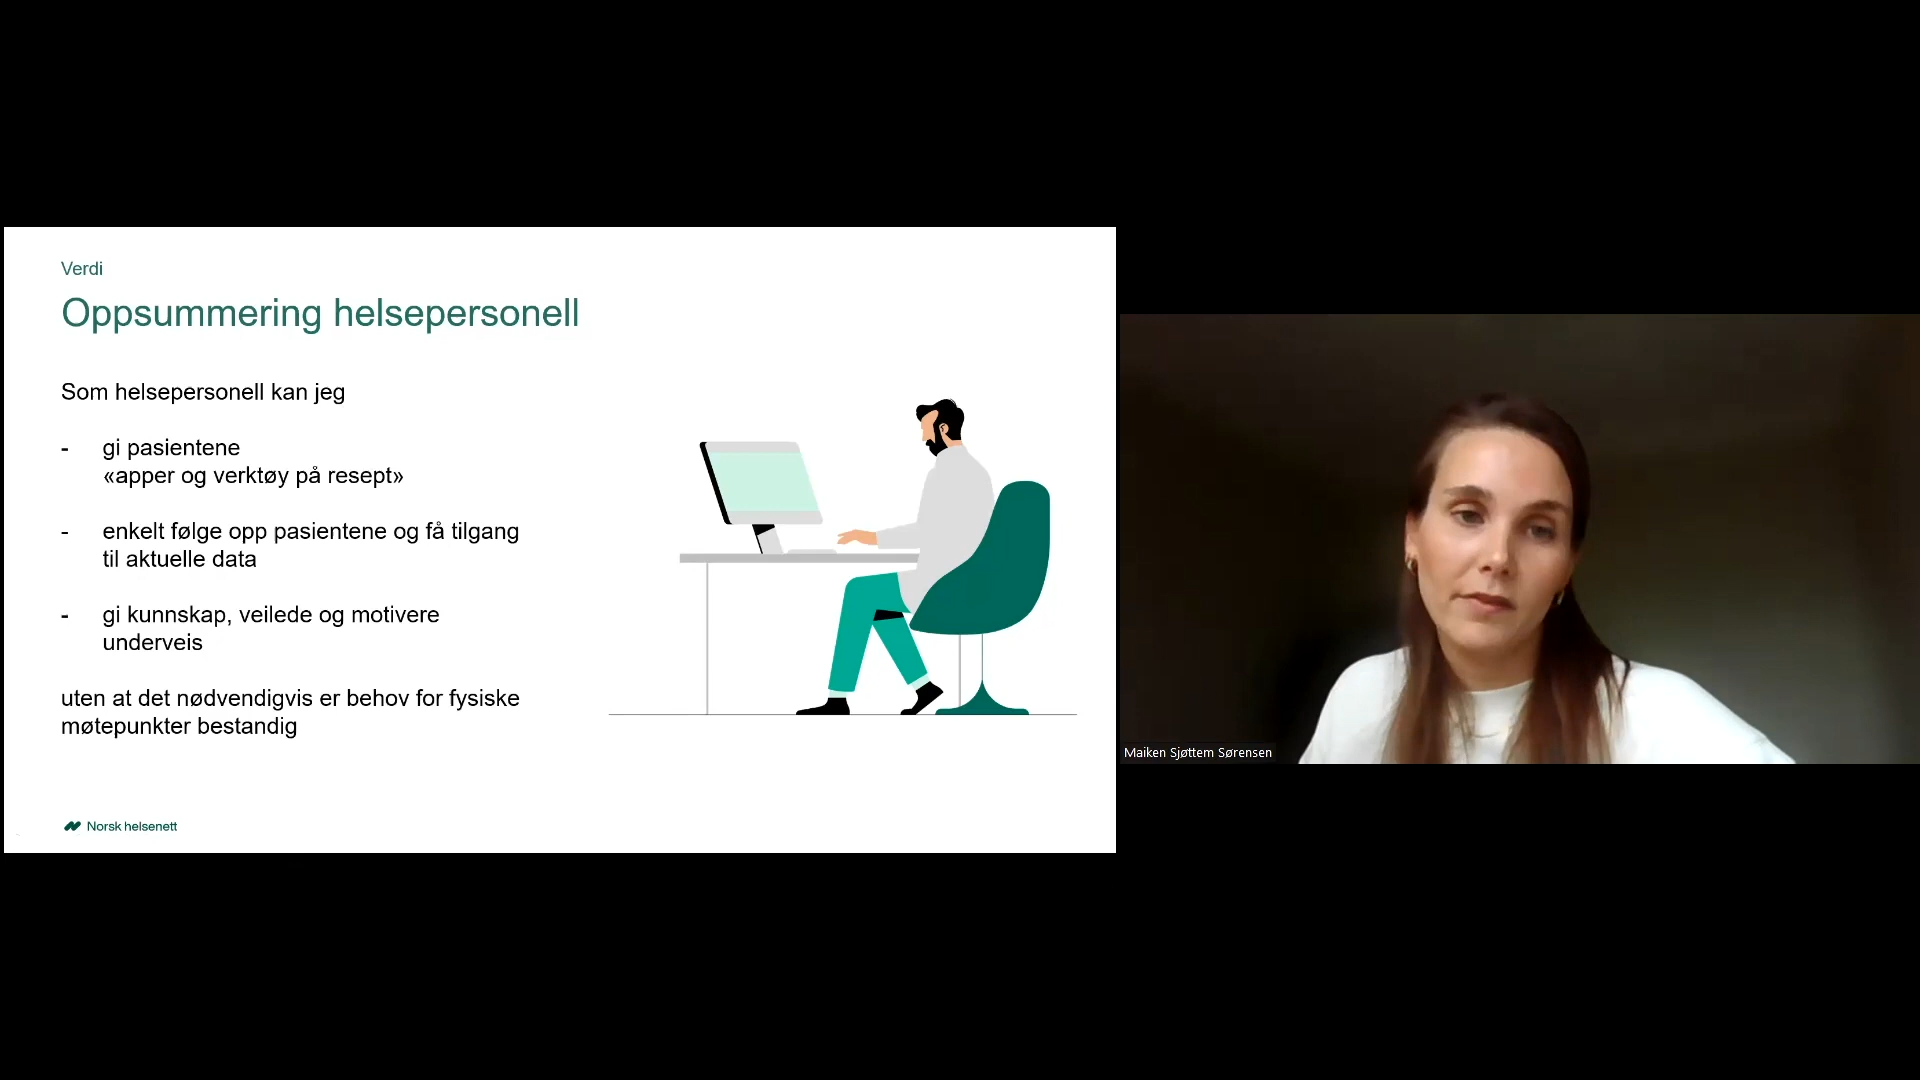 Verdi
Oppsummering helsepersonell
Som helsepersonell kan jeg
- gi pasientene
«apper og verktøy på resept»
- enkelt følge opp pasientene og få tilgang
til aktuelle data
- gi kunnskap, veilede og motivere
underveis
uten at det nødvendigvis er behov for fysiske
møtepunkter bestandig
Norsk helsenett
Maiken Sjøttem Sørensen